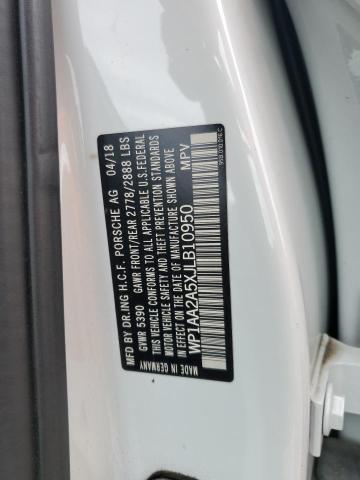 MFD BY DR.ING H.C.F. PORSCHE AG 04/18
GVWR 5390 GAWR FRONT/REAR 2778/2888 LBS
THIS VEHICLE CONFORMS TO ALL APPLICABLE U.S.FEDERAL
MOTOR VEHICLE SAFETY AND THEFT PREVENTION STANDARDS
IN EFFECT ON THE DATE OF MANUFACTURE SHOWN ABOVE
WP1AA2A5XJLB10950 MPV
MADE IN GERMANY